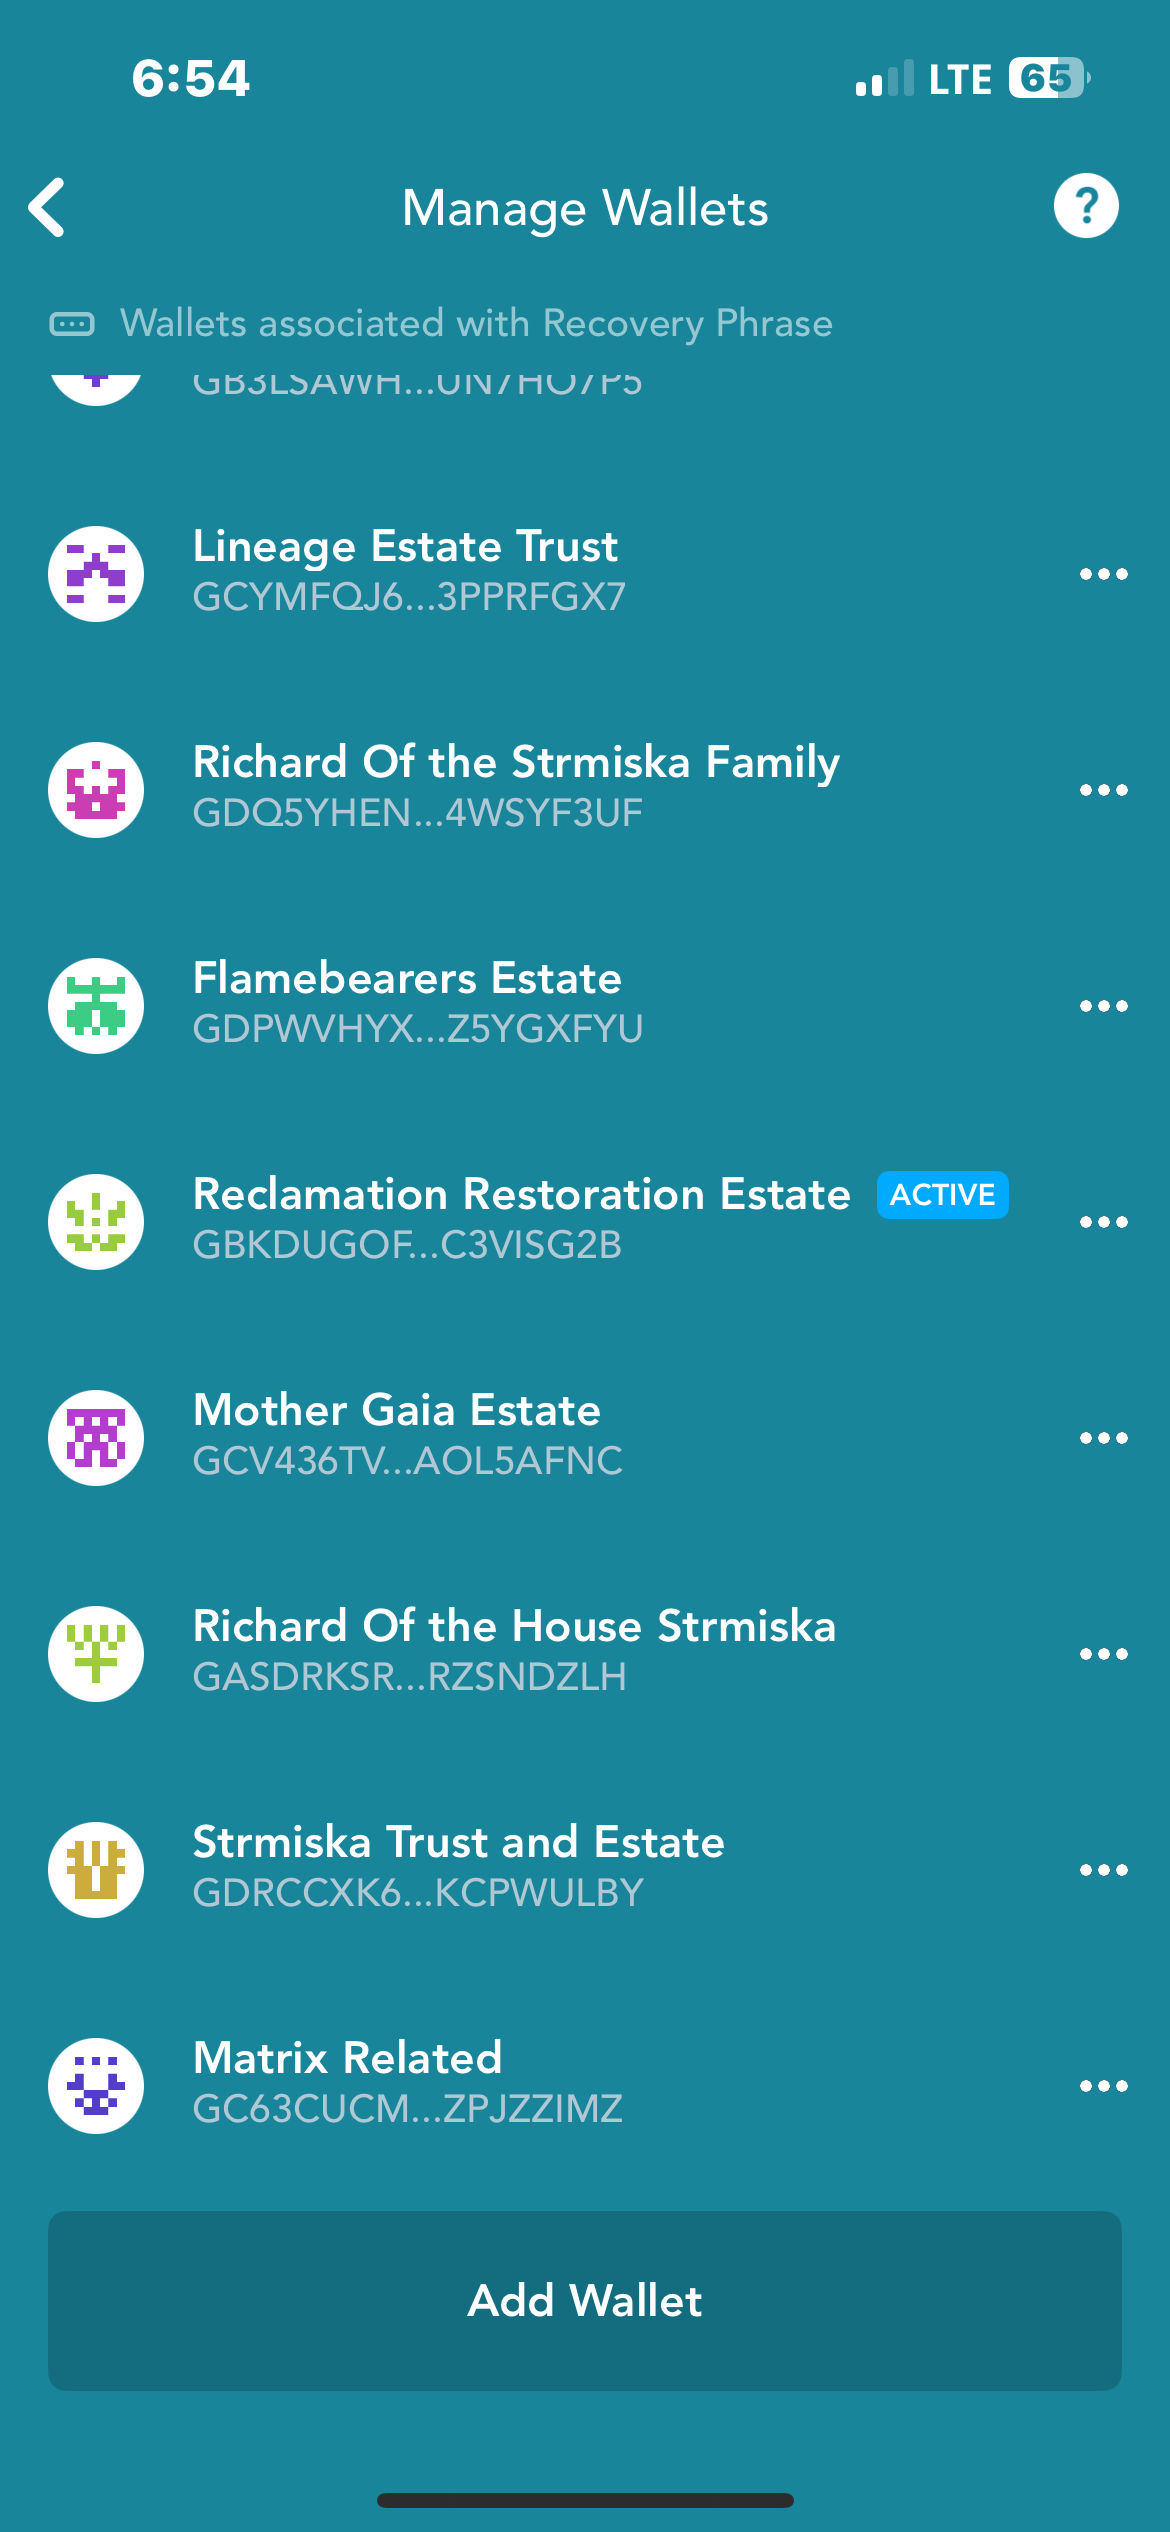 6:54
LTE 65
Manage Wallets
?
Wallets associated with Recovery Phrase
GB3LSAWH...UN7HO7P5
Lineage Estate Trust
GCYMFQJ6...3PPRFGX7
Richard Of the Strmiska Family
GDQ5YHEN...4WSYF3UF
Flamebearers Estate
GDPWVHYX...Z5YGXFYU
Reclamation Restoration Estate ACTIVE
GBKDUGOF...C3VISG2B
Mother Gaia Estate
GCV436TV...AOL5AFNC
Richard Of the House Strmiska
GASDRKSR...RZSNDZLH
Strmiska Trust and Estate
GDRCCXK6...KCPWULBY
Matrix Related
GC63CUCM...ZPJZZIMZ
Add Wallet